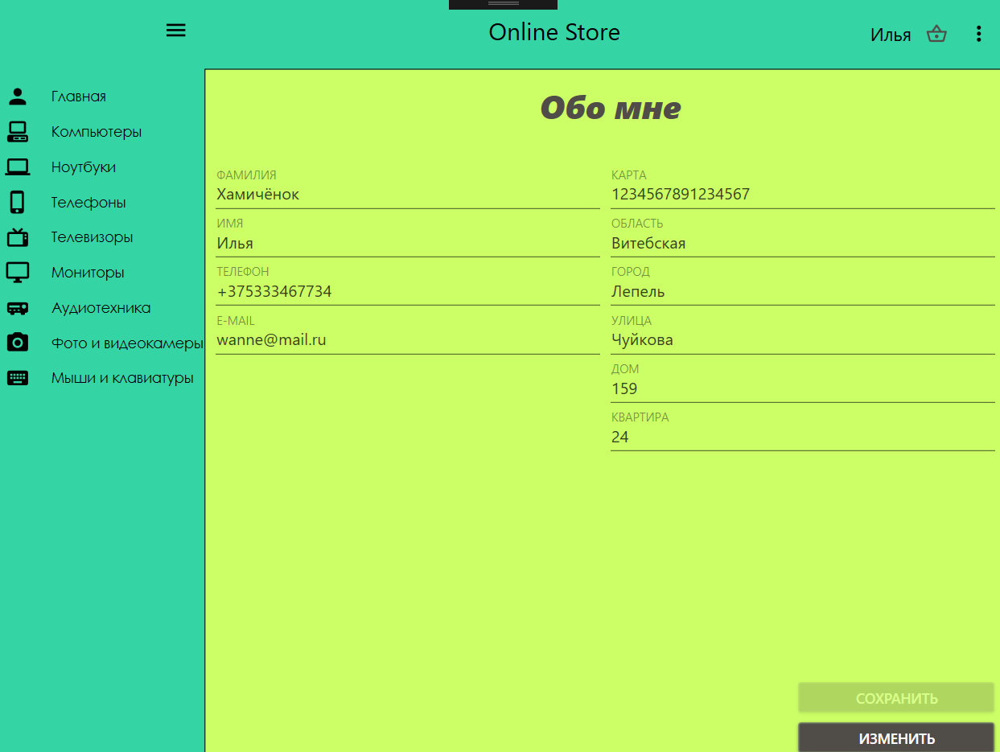 Online Store
Илья
Главная
Компьютеры
Ноутбуки
Телефоны
Телевизоры
Мониторы
Аудиотехника
Фото и видеокамеры
Мыши и клавиатуры
Обо мне
ФАМИЛИЯ
Хамичёнок
ИМЯ
Илья
ТЕЛЕФОН
+375333467734
E-MAIL
wanne@mail.ru
КАРТА
1234567891234567
ОБЛАСТЬ
Витебская
ГОРОД
Лепель
УЛИЦА
Чуйкова
ДОМ
159
КВАРТИРА
24
СОХРАНИТЬ
ИЗМЕНИТЬ